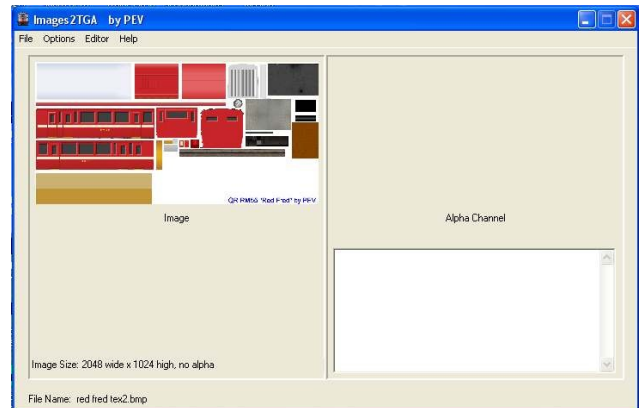 Images2TGA by PEV
File Options Editor Help
QR RM55 'Red Fred' by PEV
Image
Alpha Channel
Image Size: 2048 wide x 1024 high, no alpha
File Name: red fred tex2.bmp